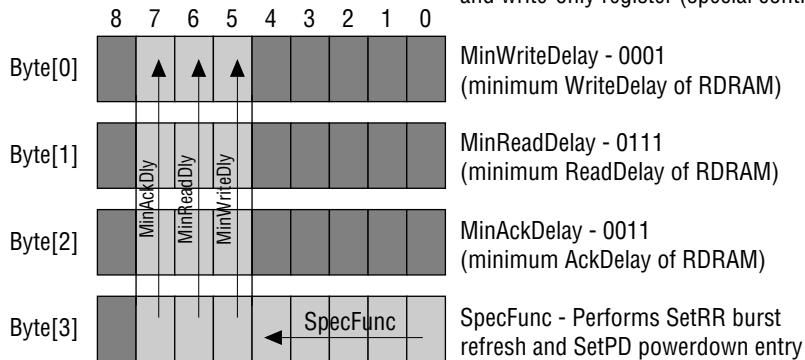 and write-only register (special cont
8 7 6 5 4 3 2 1 0
Byte[0]
MinWriteDelay - 0001
(minimum WriteDelay of RDRAM)
Byte[1]
MinAckDly
MinReadDly
MinWriteDly
MinReadDelay - 0111
(minimum ReadDelay of RDRAM)
Byte[2]
MinAckDelay - 0011
(minimum AckDelay of RDRAM)
Byte[3]
SpecFunc
SpecFunc - Performs SetRR burst
refresh and SetPD powerdown entry